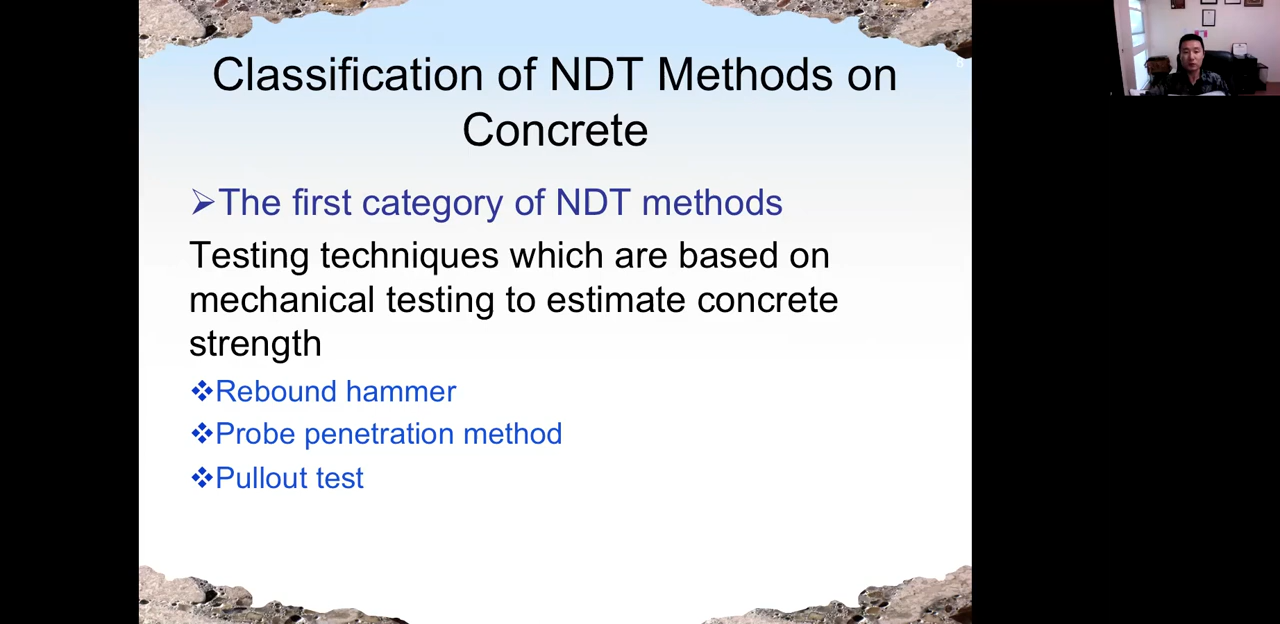 Classification of NDT Methods on
Concrete
8
➢The first category of NDT methods
Testing techniques which are based on
mechanical testing to estimate concrete
strength
❖Rebound hammer
❖Probe penetration method
❖Pullout test